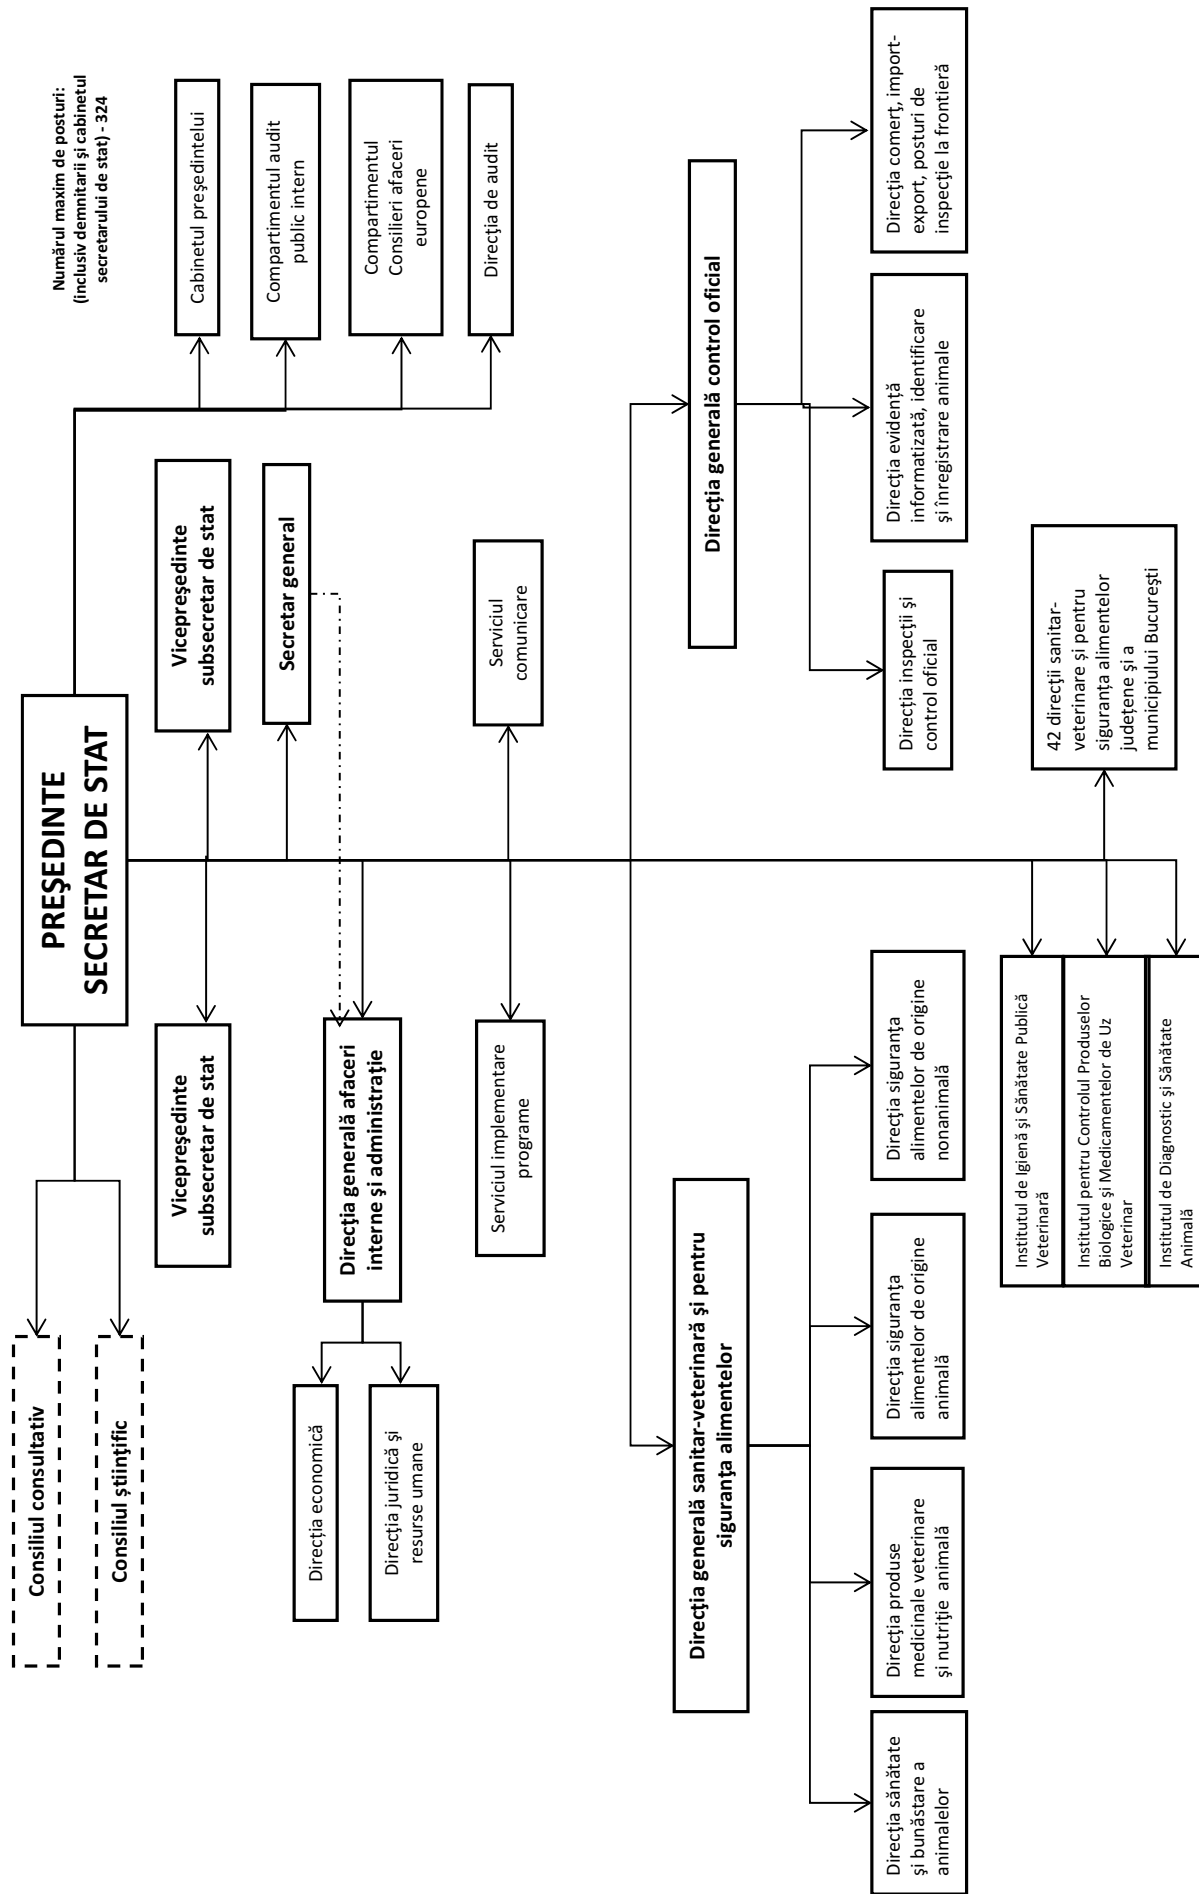 Numărul maxim de posturi:
(inclusiv demnitarii şi cabinetul
secretarului de stat) - 324
PREŞEDINTE
SECRETAR DE STAT
Consiliul consultativ
Consiliul ştiinţific
Cabinetul preşedintelui
Compartimentul audit
public intern
Compartimentul
Consilieri afaceri
europene
Direcţia de audit
Vicepreşedinte
subsecretar de stat
Vicepreşedinte
subsecretar de stat
Secretar general
Direcţia generală afaceri
interne şi administraţie
Direcţia economică
Direcţia juridică şi
resurse umane
Serviciul implementare
programe
Serviciul
comunicare
Direcţia generală sanitar-veterinară şi pentru
siguranţa alimentelor
Direcţia generală control oficial
Direcţia sănătate
şi bunăstare a
animalelor
Direcţia produse
medicinale veterinare
şi nutriţie animală
Direcţia siguranţa
alimentelor de origine
animală
Direcţia siguranţa
alimentelor de origine
nonanimală
Direcţia inspecţii şi
control oficial
Direcţia evidenţă
informatizată, identificare
şi înregistrare animale
Direcţia comerţ, import-
export, posturi de
inspecţie la frontieră
Institutul de Igienă şi Sănătate Publică
Veterinară
Institutul pentru Controlul Produselor
Biologice şi Medicamentelor de Uz
Veterinar
Institutul de Diagnostic şi Sănătate
Animală
42 direcţii sanitar-
veterinare şi pentru
siguranţa alimentelor
judeţene şi a
municipiului Bucureşti